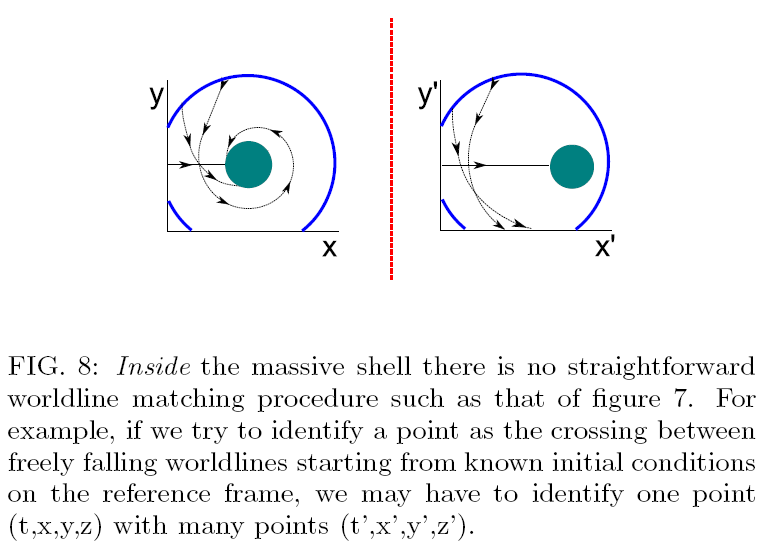 y
x
y'
x'
FIG. 8: Inside the massive shell there is no straightforward
worldline matching procedure such as that of figure 7. For
example, if we try to identify a point as the crossing between
freely falling worldlines starting from known initial conditions
on the reference frame, we may have to identify one point
(t,x,y,z) with many points (t’,x’,y’,z’).